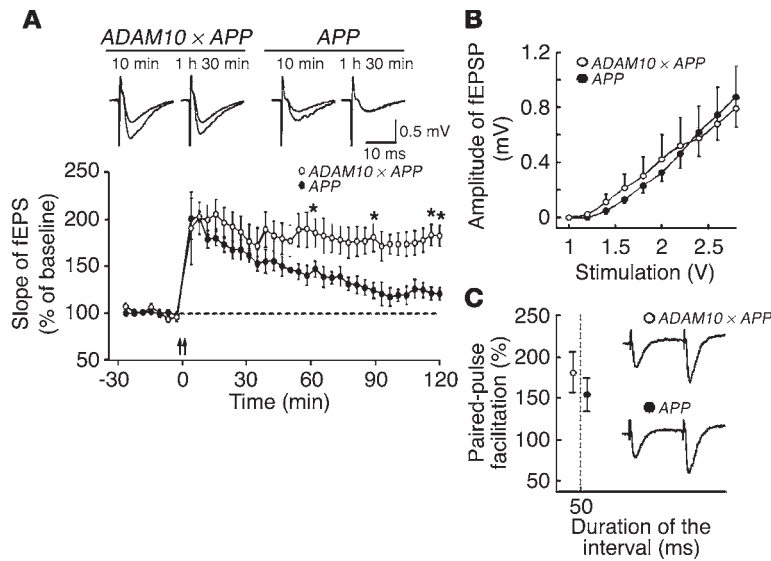 A
ADAM10 × APP APP
10 min 1 h 30 min 10 min 1 h 30 min
0.5 mV
10 ms
ADAM10 × APP
APP
Slope of fEPS
(% of baseline)
250
200
150
100
50
* * * *
-30 0 30 60 90 120
Time (min)
B
ADAM10 × APP
APP
Amplitude of fEPSP
(mV)
1.2
0.8
0.4
0
1.0 1.5 2 2.5
Stimulation (V)
C
ADAM10 × APP
APP
Paired-pulse
facilitation (%)
250
200
150
100
50
50
Duration of the
interval (ms)